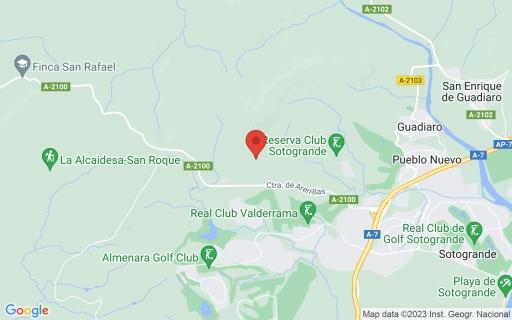 A-2102
Finca San Rafael
A-2100
A-2103
San Enrique
de Guadiaro
A-2102
Guadiaro
Reserva Club
Sotogrande
A-7
AP-7
La Alcaidesa-San Roque
A-2100
Pueblo Nuevo
Ctra. de Arenillas
A-2100
Real Club Valderrama
A-7
Real Club de
Golf Sotogrande
Almenara Golf Club
Sotogrande
Playa de
Sotogrande
Google
Map data ©2023 Inst. Geogr. Nacional